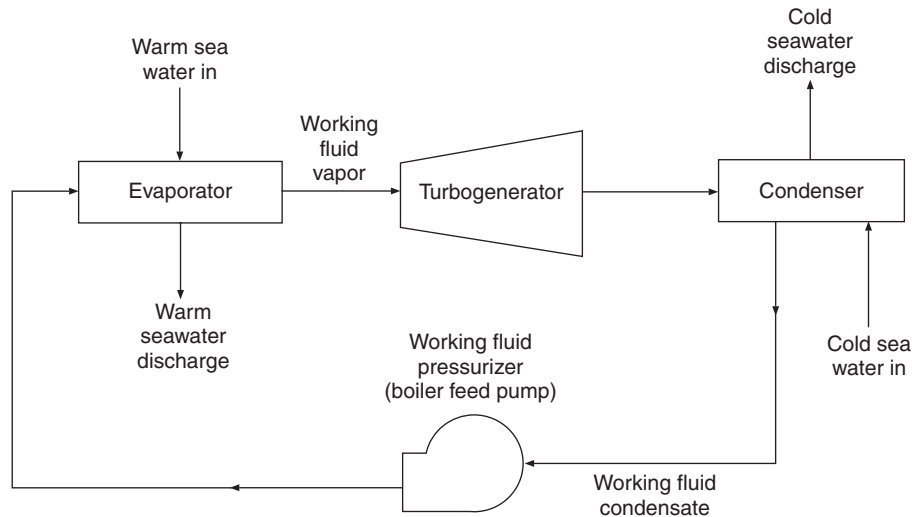 Warm sea
water in
Cold
seawater
discharge
Working
fluid
vapor
Evaporator
Turbogenerator
Condenser
Warm
seawater
discharge
Working fluid
pressurizer
(boiler feed pump)
Cold sea
water in
Working fluid
condensate